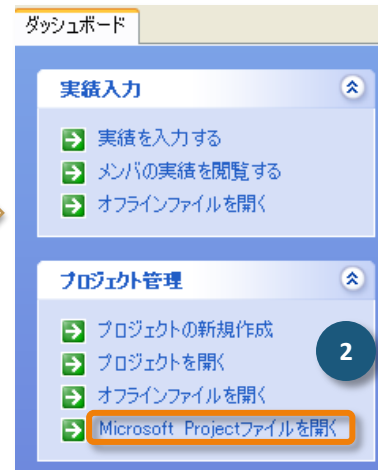 ダッシュボード
実績入力
実績を入力する
メンバの実績を閲覧する
オフラインファイルを開く
プロジェクト管理
プロジェクトの新規作成
プロジェクトを開く
2
オフラインファイルを開く
Microsoft Projectファイルを開く